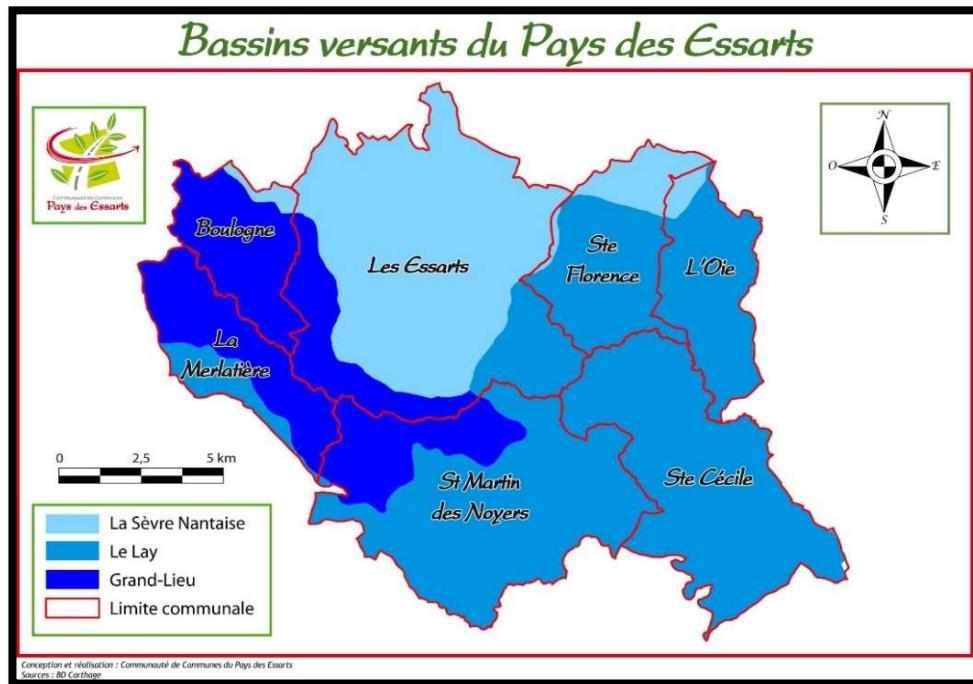 Bassins versants du Pays des Essarts
Communauté de Communes
Pays des Essarts
N
O
E
S
Boulogne
Les Essarts
Ste
Florence
L'Oie
La
Merlatière
0 2,5 5 km
St Martin
des Noyers
Ste Cécile
La Sèvre Nantaise
Le Lay
Grand-Lieu
Limite communale
Conception et réalisation : Communauté de Communes du Pays des Essarts
Sources : BD Carthage